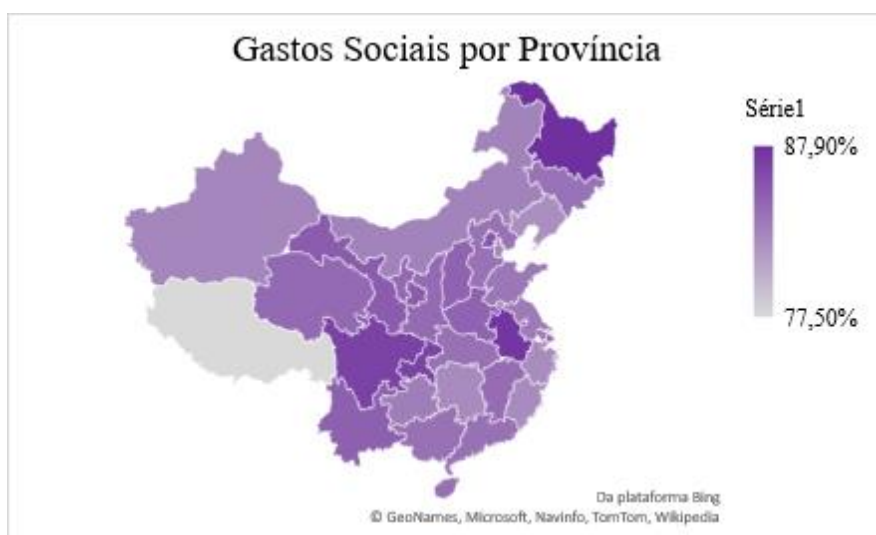 Gastos Sociais por Província
Série1
87,90%
77,50%
Da plataforma Bing
© GeoNames, Microsoft, Navinfo, TomTom, Wikipedia